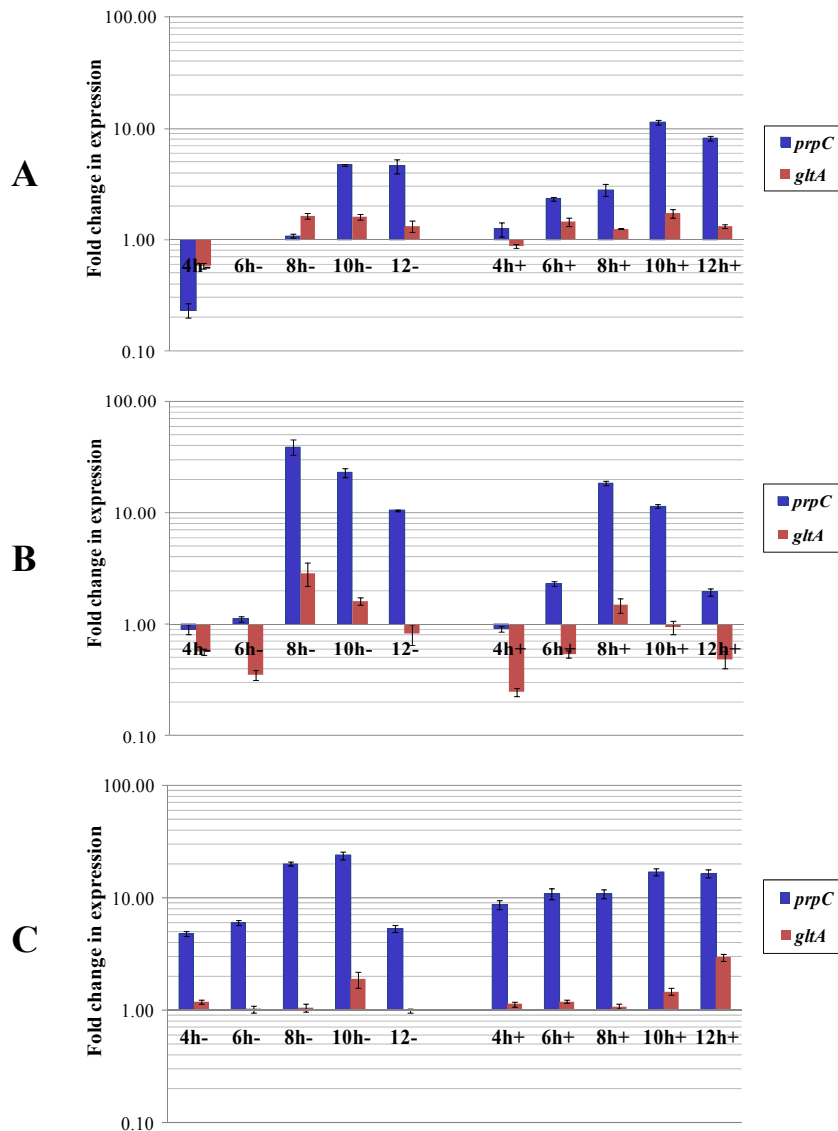 A
Fold change in expression
100.00
10.00
1.00
0.10
4h-
6h-
8h-
10h-
12-
4h+
6h+
8h+
10h+
12h+
prpC
gltA
B
Fold change in expression
100.00
10.00
1.00
0.10
4h-
6h-
8h-
10h-
12-
4h+
6h+
8h+
10h+
12h+
prpC
gltA
C
Fold change in expression
100.00
10.00
1.00
0.10
4h-
6h-
8h-
10h-
12-
4h+
6h+
8h+
10h+
12h+
prpC
gltA